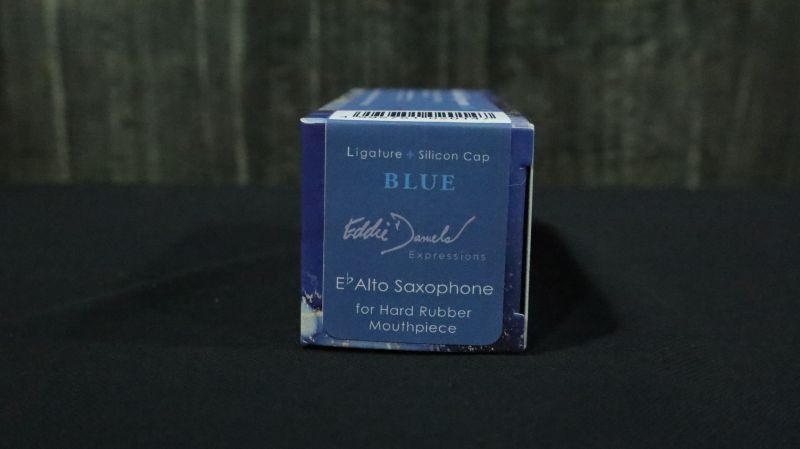 Ligature + Silicon Cap
BLUE
Eddie Daniels
Expressions
E♭ Alto Saxophone
for Hard Rubber
Mouthpiece